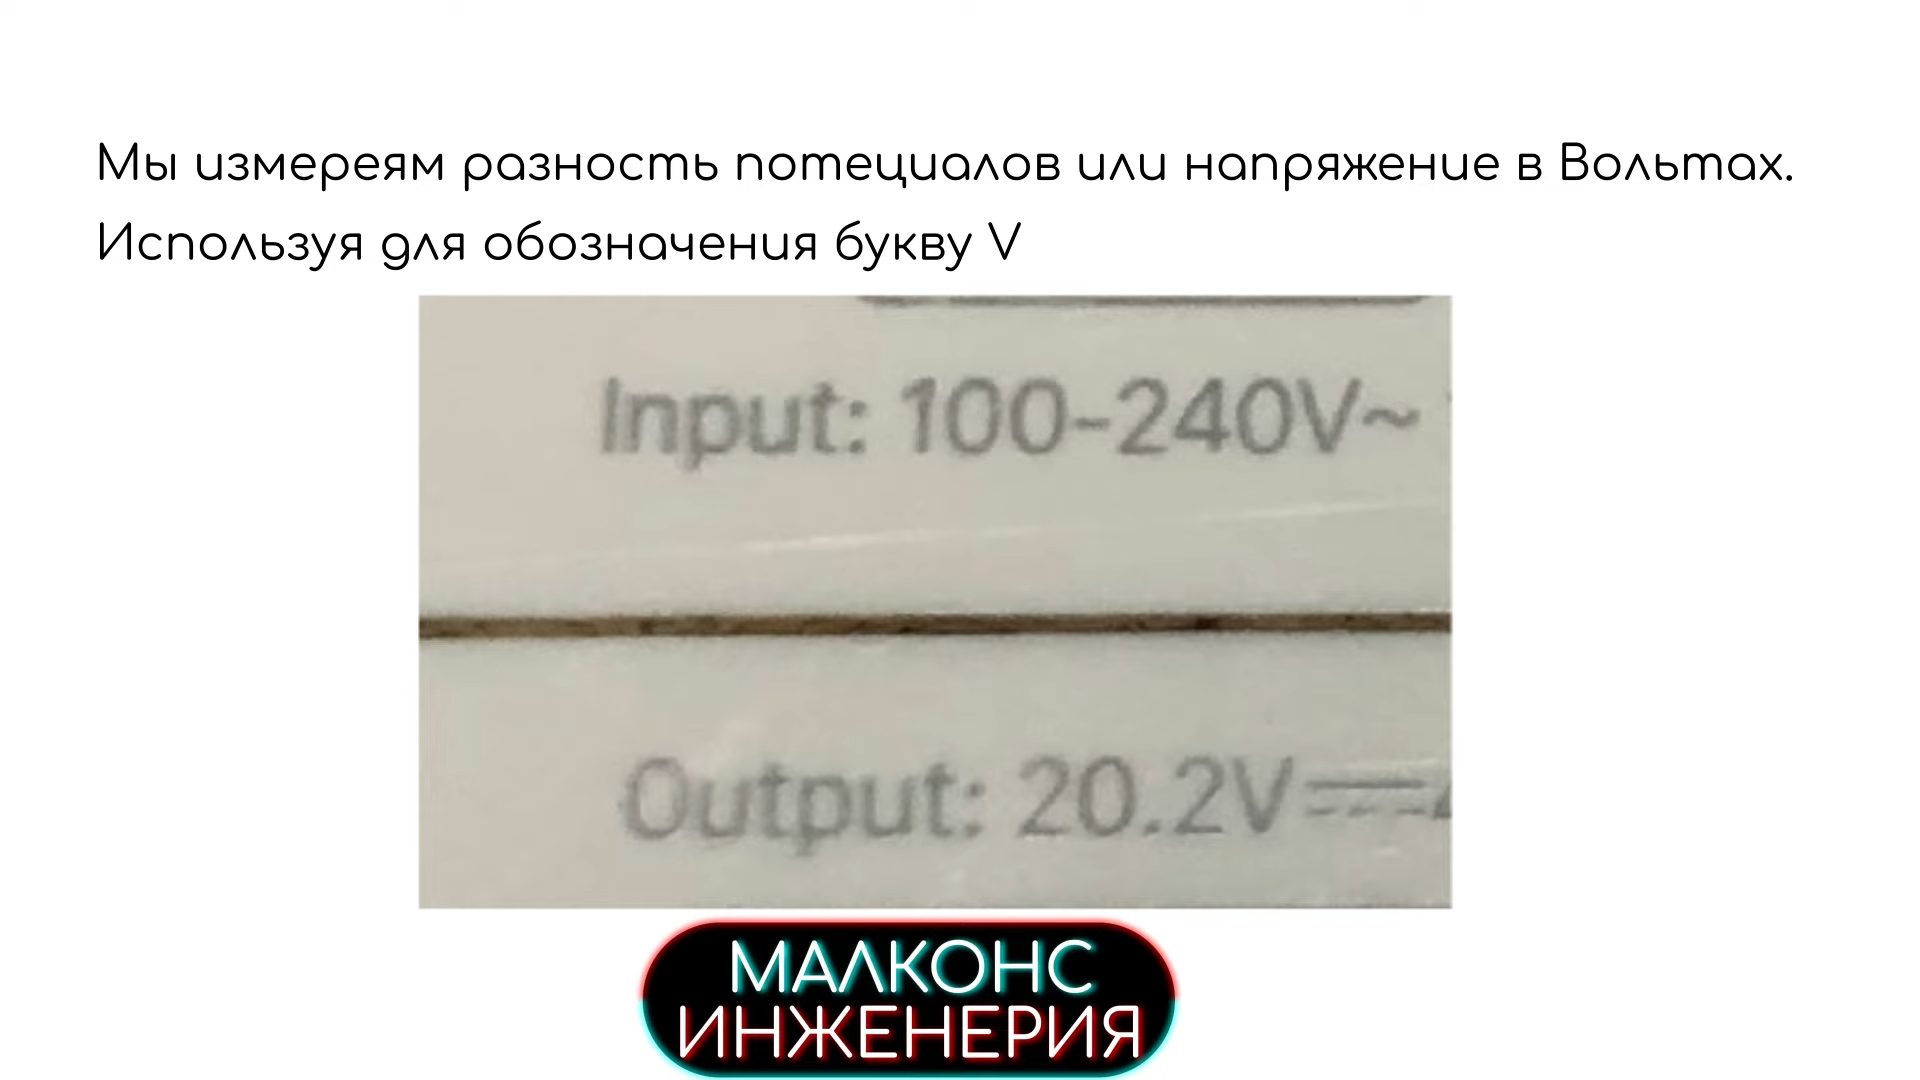 Мы измереям разность потециалов или напряжение в Вольтах.
Используя для обозначения букву V
Input: 100-240V~
Output: 20.2V⎓
МАЛКОНС
ИНЖЕНЕРИЯ